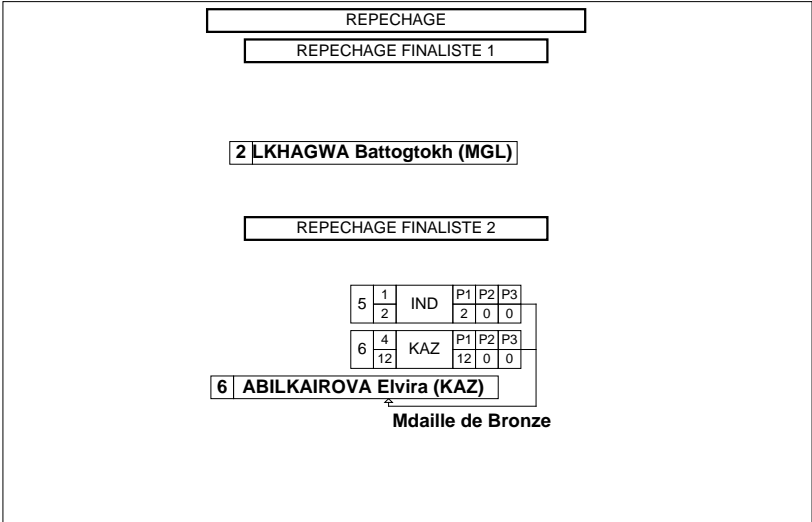 REPECHAGE
REPECHAGE FINALISTE 1
2 LKHAGWA Battogtokh (MGL)
REPECHAGE FINALISTE 2
5 1 IND P1 P2 P3
2 2 0 0
6 4 KAZ P1 P2 P3
12 12 0 0
6 ABILKAIROVA Elvira (KAZ)
Mdaille de Bronze